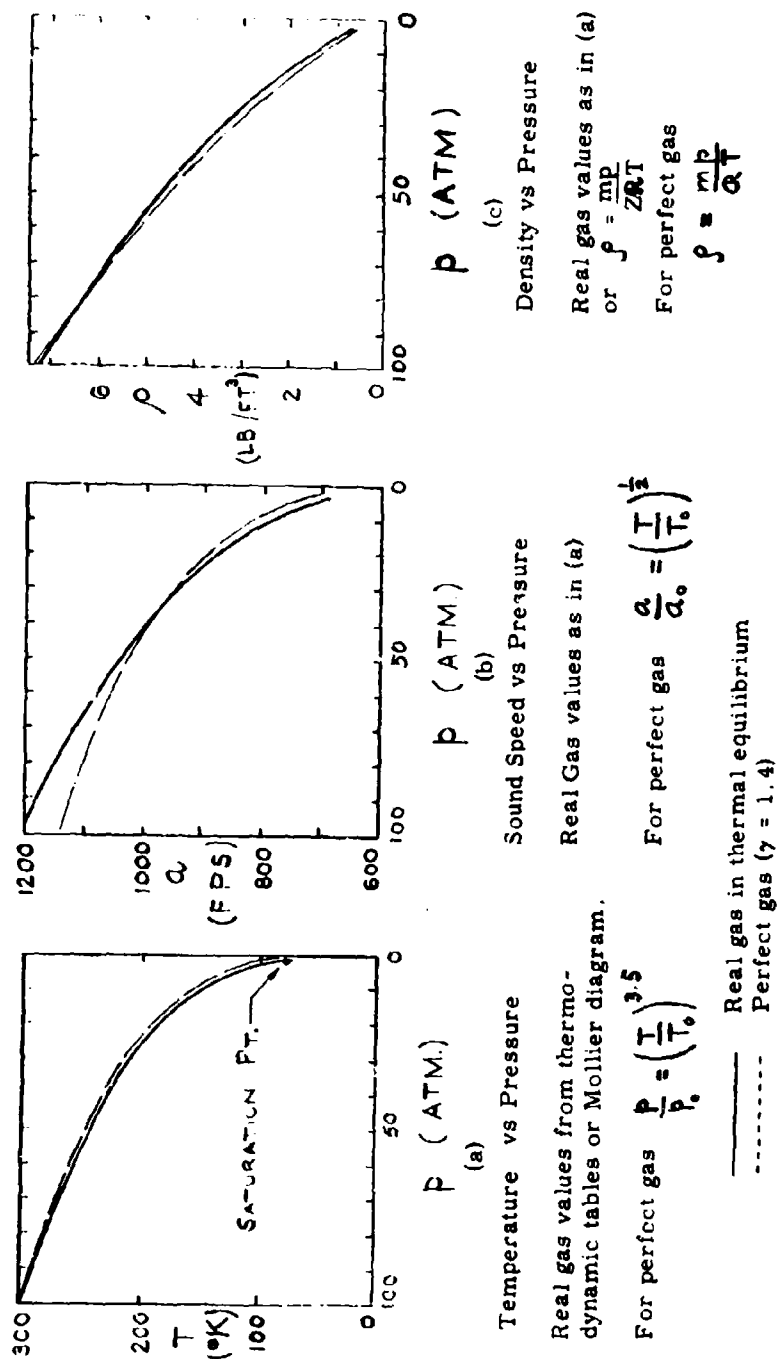 300
200
100
0
T
(°K)
SATURATION PT.
100
50
0
p (ATM.)
(a)
Temperature vs Pressure
Real gas values from thermo-
dynamic tables or Mollier diagram.
For perfect gas p/p₀ = (T/T₀)^3.5
1200
1000
800
600
a
(FPS)
100
50
0
p (ATM.)
(b)
Sound Speed vs Pressure
Real Gas values as in (a)
For perfect gas a/a₀ = (T/T₀)^½
6
4
2
0
ρ
(LB/FT³)
100
50
0
p (ATM)
(c)
Density vs Pressure
Real gas values as in (a)
or ρ = mp/ZRT
For perfect gas
ρ = mp/RT
Real gas in thermal equilibrium
Perfect gas (γ = 1.4)